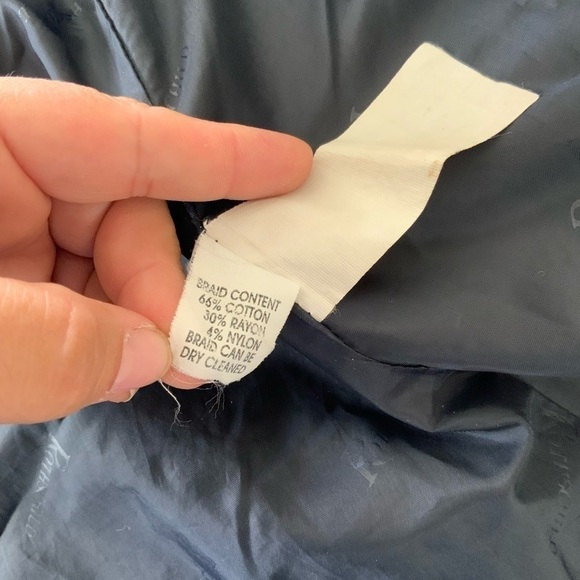 BRAID CONTENT
66% COTTON
30% RAYON
4% NYLON
BRAID CAN BE
DRY CLEANED